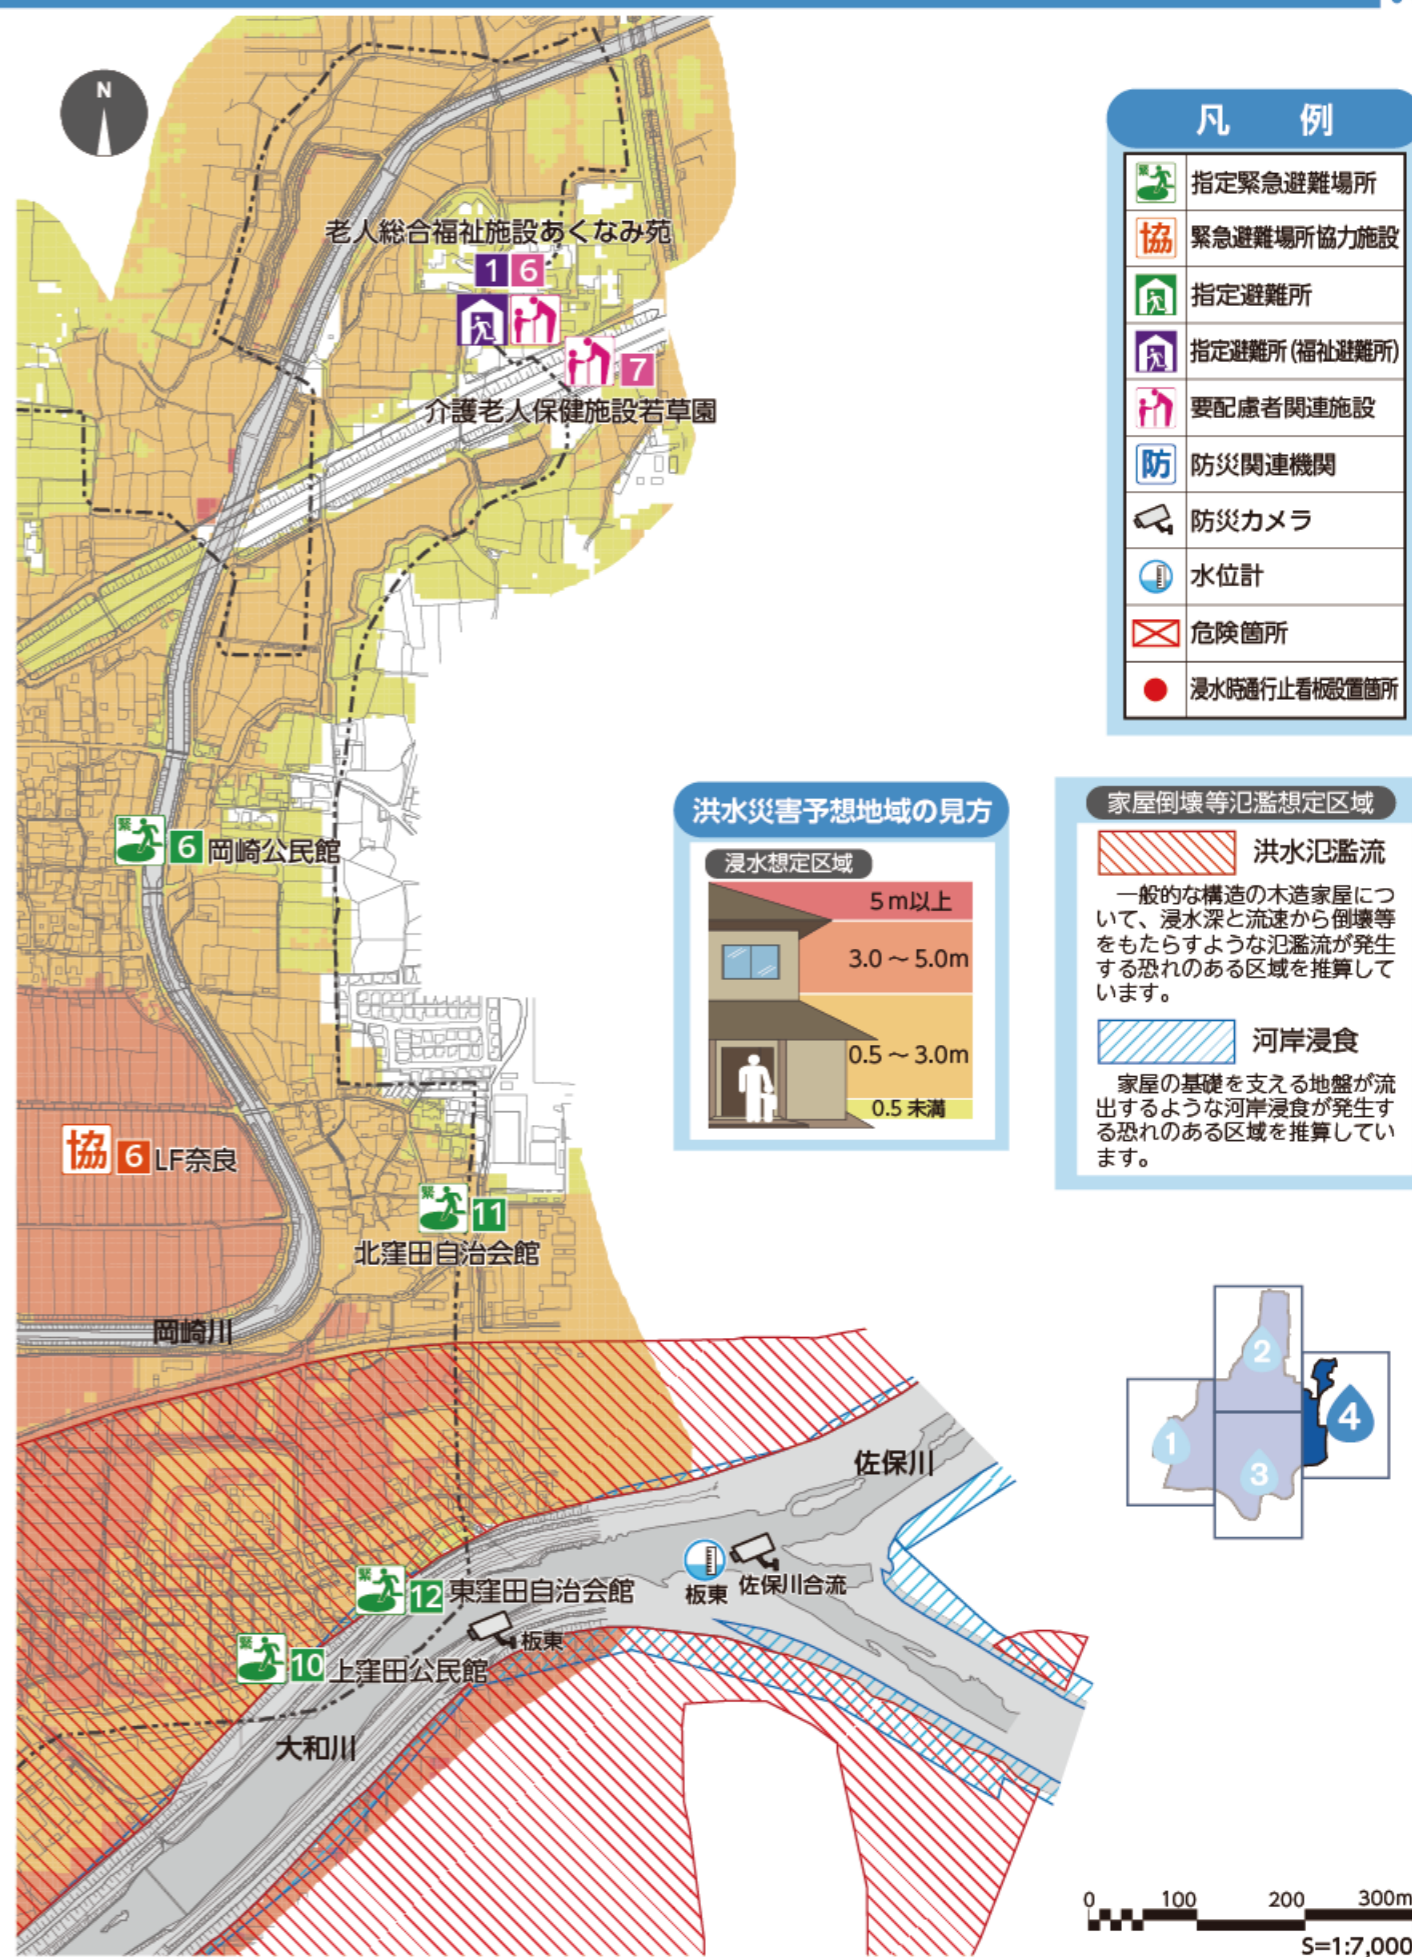 N
老人総合福祉施設あくなみ苑
1 6
7
介護老人保健施設若草園
緊 6 岡崎公民館
協 6 LF奈良
緊 11
北窪田自治会館
岡崎川
佐保川
板東 佐保川合流
緊 12 東窪田自治会館
板東
緊 10 上窪田公民館
大和川
凡 例
緊 指定緊急避難場所
協 緊急避難場所協力施設
指定避難所
指定避難所(福祉避難所)
要配慮者関連施設
防 防災関連機関
防災カメラ
水位計
危険箇所
浸水時通行止看板設置箇所
洪水災害予想地域の見方
浸水想定区域
5m以上
3.0～5.0m
0.5～3.0m
0.5 未満
家屋倒壊等氾濫想定区域
洪水氾濫流
一般的な構造の木造家屋につ
いて、浸水深と流速から倒壊等
をもたらすような氾濫流が発生
する恐れのある区域を推算して
います。
河岸浸食
家屋の基礎を支える地盤が流
出するような河岸浸食が発生す
る恐れのある区域を推算してい
ます。
2
4
1
3
0 100 200 300m
S=1:7,000